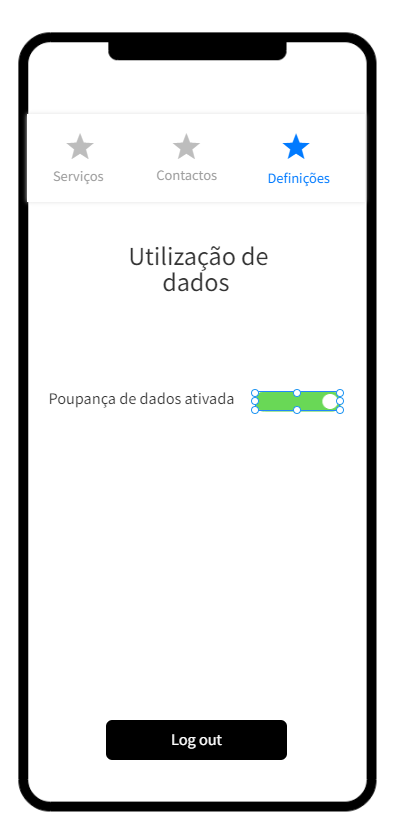 Serviços
Contactos
Definições
Utilização de
dados
Poupança de dados ativada
Log out